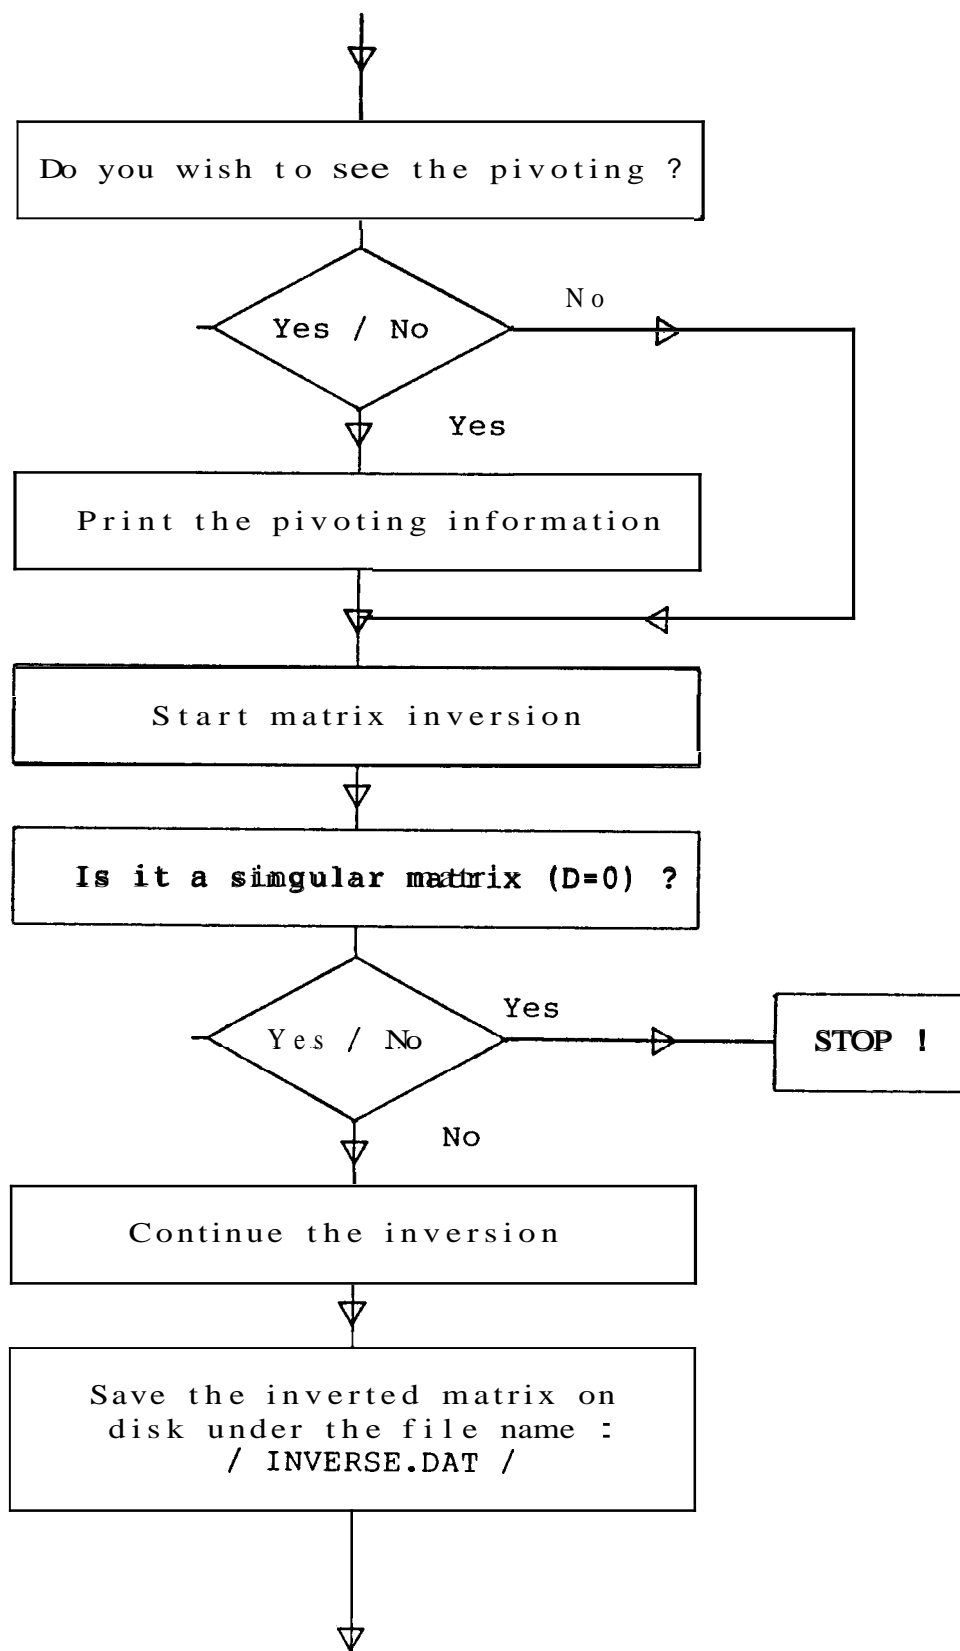 Do you wish to see the pivoting ?
No
Yes / No
Yes
Print the pivoting information
Start matrix inversion
Is it a singular matrix (D=0) ?
Yes
Yes / No
STOP !
No
Continue the inversion
Save the inverted matrix on
disk under the file name :
/ INVERSE.DAT /